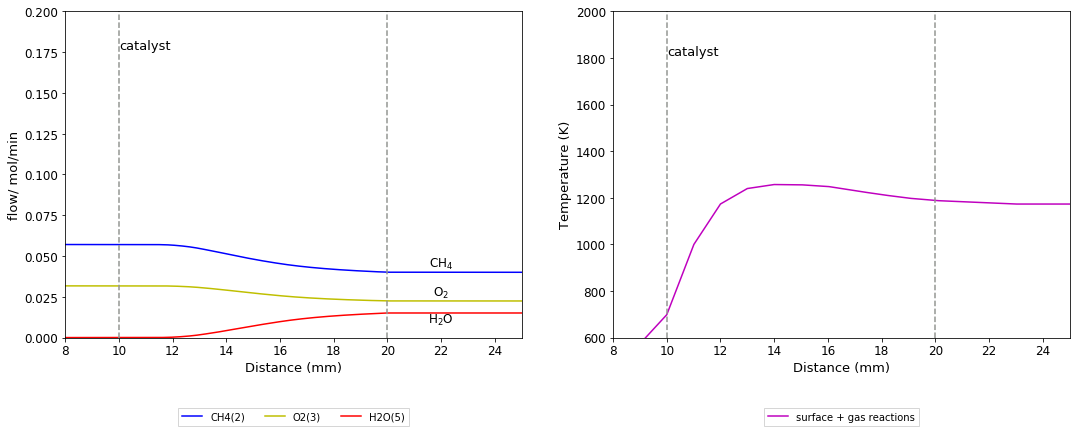 0.200
0.175
0.150
0.125
0.100
0.075
0.050
0.025
0.000
flow/ mol/min
catalyst
CH₄
O₂
H₂O
8 10 12 14 16 18 20 22 24
Distance (mm)
CH4(2) O2(3) H2O(5)
2000
1800
1600
1400
1200
1000
800
600
Temperature (K)
catalyst
8 10 12 14 16 18 20 22 24
Distance (mm)
surface + gas reactions